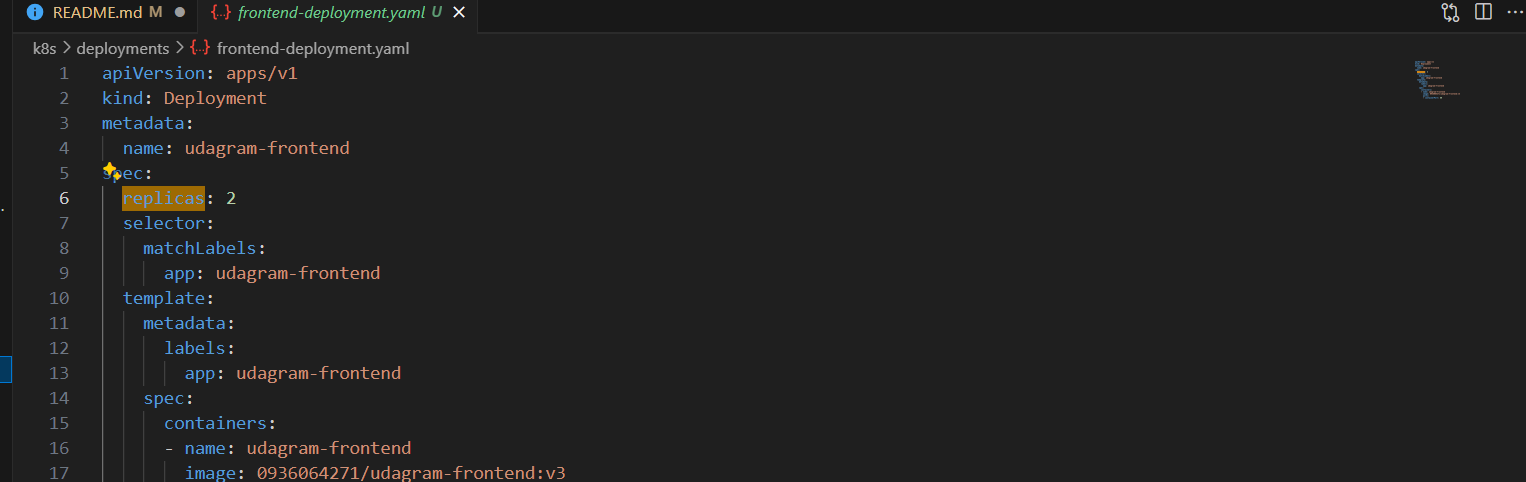 README.md M
{..} frontend-deployment.yaml U
k8s > deployments > {..} frontend-deployment.yaml
1 apiVersion: apps/v1
2 kind: Deployment
3 metadata:
4 name: udagram-frontend
5 spec:
6 replicas: 2
7 selector:
8 matchLabels:
9 app: udagram-frontend
10 template:
11 metadata:
12 labels:
13 app: udagram-frontend
14 spec:
15 containers:
16 - name: udagram-frontend
17 image: 0936064271/udagram-frontend:v3